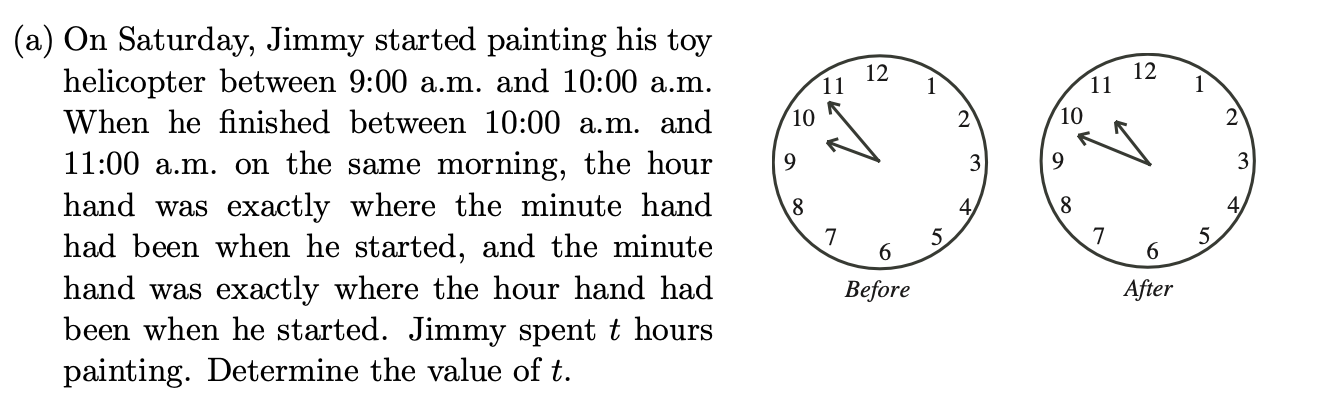 (a) On Saturday, Jimmy started painting his toy
helicopter between 9:00 a.m. and 10:00 a.m.
When he finished between 10:00 a.m. and
11:00 a.m. on the same morning, the hour
hand was exactly where the minute hand
had been when he started, and the minute
hand was exactly where the hour hand had
been when he started. Jimmy spent t hours
painting. Determine the value of t.
12
11 1
10 2
9 3
8 4
7 5
6
Before
12
11 1
10 2
9 3
8 4
7 5
6
After